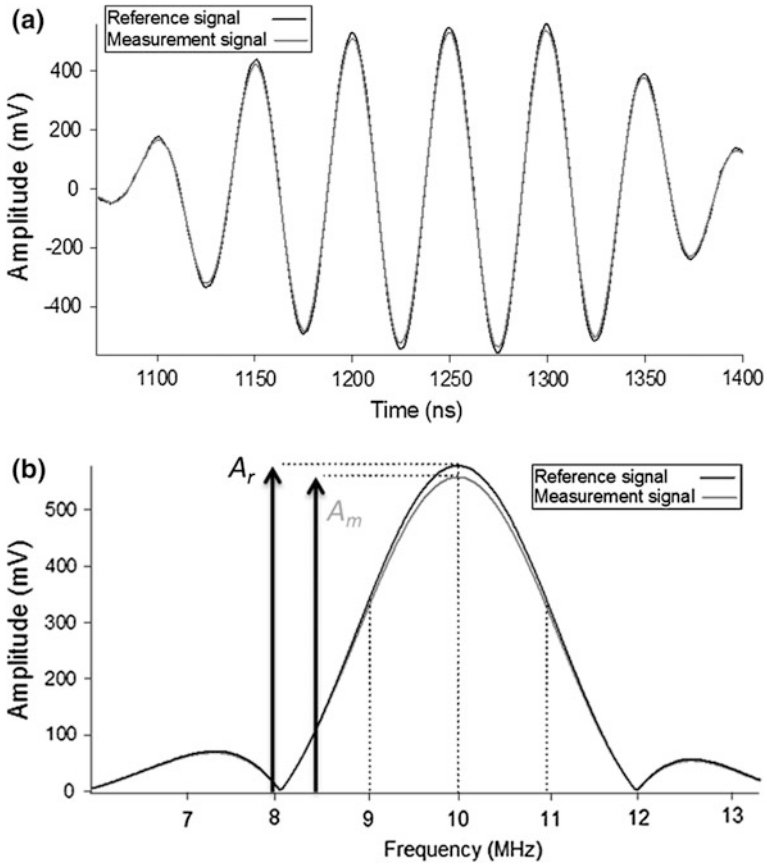 (a)
Reference signal
Measurement signal
Amplitude (mV)
400
200
0
-200
-400
1100 1150 1200 1250 1300 1350 1400
Time (ns)
(b)
Reference signal
Measurement signal
Ar
Am
Amplitude (mV)
500
400
300
200
100
0
7 8 9 10 11 12 13
Frequency (MHz)